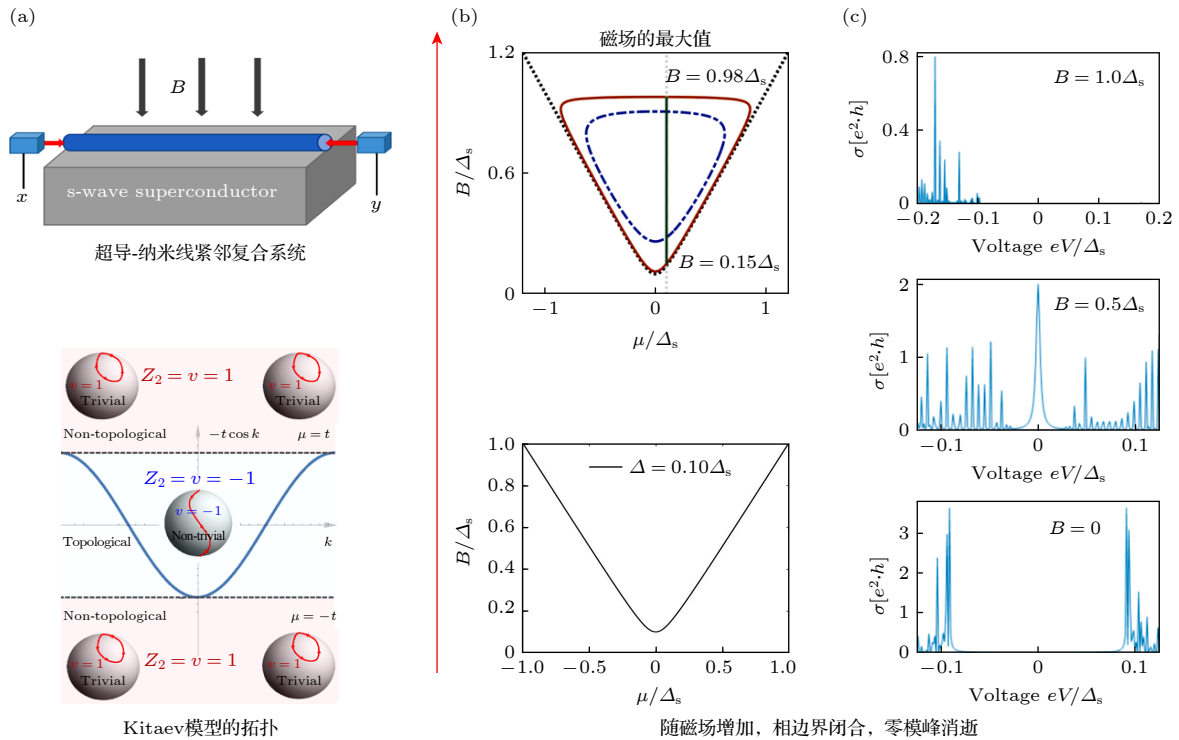 (a)
B
x
s-wave superconductor
y
超导-纳米线紧邻复合系统
v = 1
Trivial
Z₂ = v = 1
v = 1
Trivial
Non-topological
−t cos k
μ = t
Z₂ = v = −1
v = −1
Non-trivial
Topological
k
Non-topological
μ = −t
v = 1
Trivial
Z₂ = v = 1
v = 1
Trivial
Kitaev模型的拓扑
(b)
磁场的最大值
1.2
0.6
0
B/Δₛ
B = 0.98Δₛ
B = 0.15Δₛ
−1
0
1
μ/Δₛ
1.0
0.8
0.6
0.4
0.2
0
B/Δₛ
Δ = 0.10Δₛ
−1.0
−0.5
0
0.5
1.0
μ/Δₛ
(c)
0.8
0.4
0
σ[e²·h]
B = 1.0Δₛ
−0.2
−0.1
0
0.2
Voltage eV/Δₛ
2
1
0
σ[e²·h]
B = 0.5Δₛ
−0.1
0
0.1
Voltage eV/Δₛ
3
2
1
0
σ[e²·h]
B = 0
−0.1
0
0.1
Voltage eV/Δₛ
随磁场增加，相边界闭合，零模峰消逝